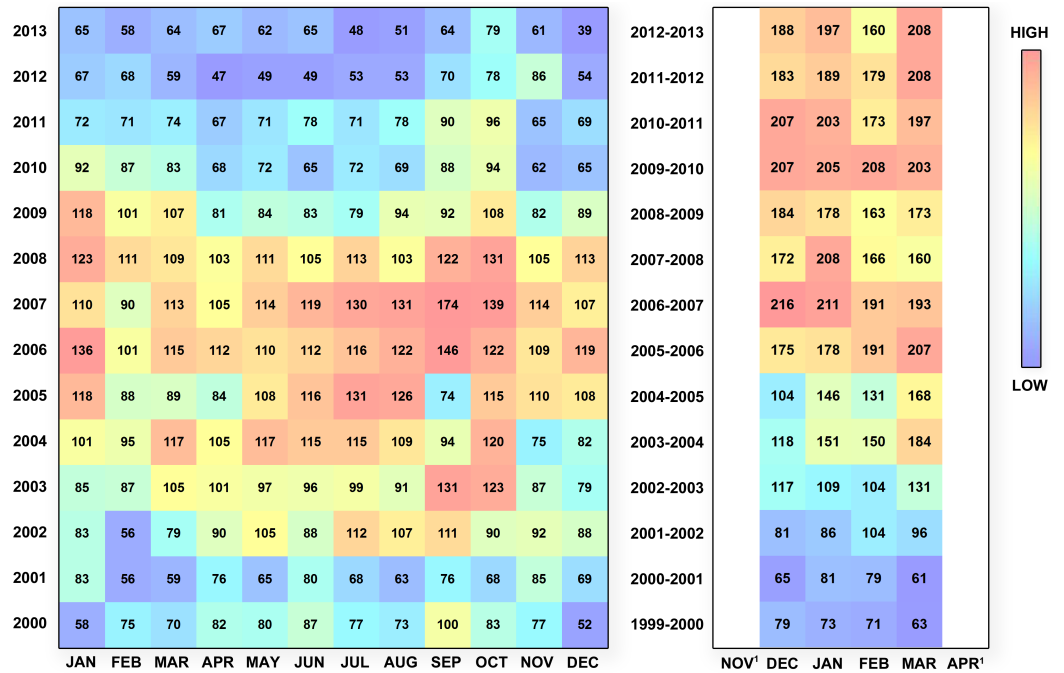 2013 65 58 64 67 62 65 48 51 64 79 61 39 2012-2013 188 197 160 208 HIGH
2012 67 68 59 47 49 49 53 53 70 78 86 54 2011-2012 183 189 179 208
2011 72 71 74 67 71 78 71 78 90 96 65 69 2010-2011 207 203 173 197
2010 92 87 83 68 72 65 72 69 88 94 62 65 2009-2010 207 205 208 203
2009 118 101 107 81 84 83 79 94 92 108 82 89 2008-2009 184 178 163 173
2008 123 111 109 103 111 105 113 103 122 131 105 113 2007-2008 172 208 166 160
2007 110 90 113 105 114 119 130 131 174 139 114 107 2006-2007 216 211 191 193
2006 136 101 115 112 110 112 116 122 146 122 109 119 2005-2006 175 178 191 207
LOW
2005 118 88 89 84 108 116 131 126 74 115 110 108 2004-2005 104 146 131 168
2004 101 95 117 105 117 115 115 109 94 120 75 82 2003-2004 118 151 150 184
2003 85 87 105 101 97 96 99 91 131 123 87 79 2002-2003 117 109 104 131
2002 83 56 79 90 105 88 112 107 111 90 92 88 2001-2002 81 86 104 96
2001 83 56 59 76 65 80 68 63 76 68 85 69 2000-2001 65 81 79 61
2000 58 75 70 82 80 87 77 73 100 83 77 52 1999-2000 79 73 71 63
JAN FEB MAR APR MAY JUN JUL AUG SEP OCT NOV DEC NOV¹ DEC JAN FEB MAR APR¹